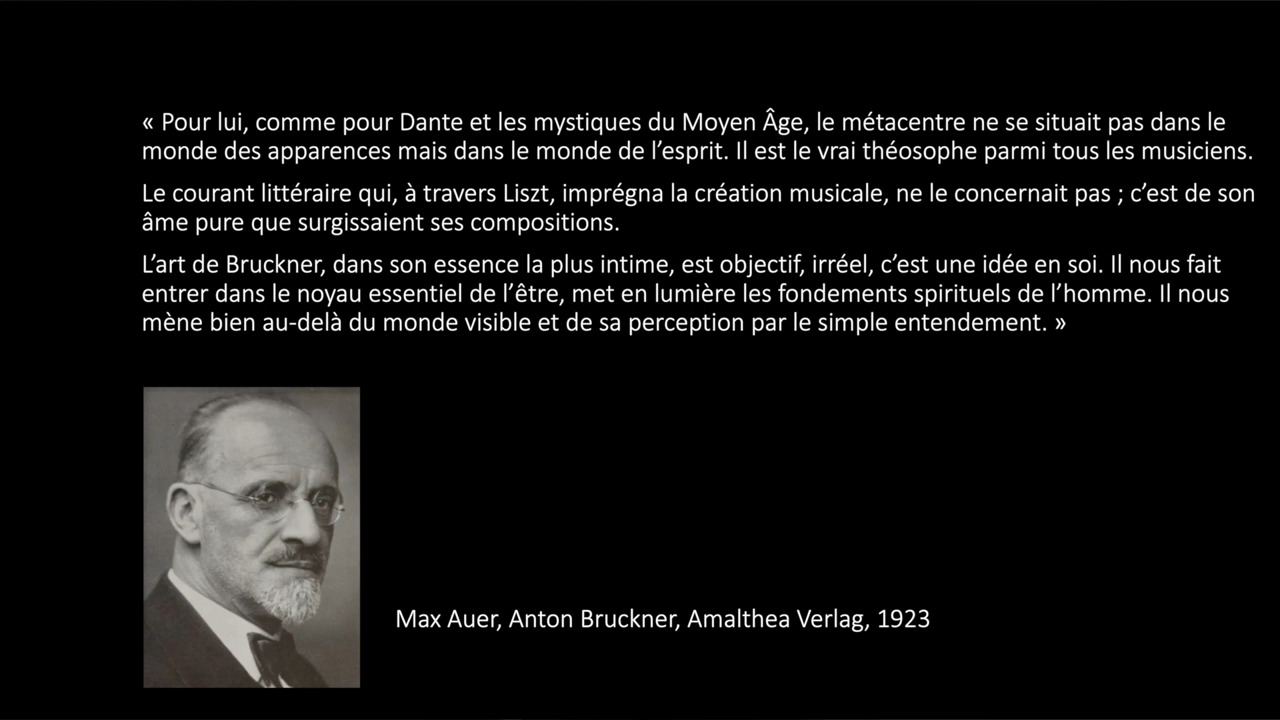 « Pour lui, comme pour Dante et les mystiques du Moyen Âge, le métacentre ne se situait pas dans le
monde des apparences mais dans le monde de l’esprit. Il est le vrai théosophe parmi tous les musiciens.
Le courant littéraire qui, à travers Liszt, imprégna la création musicale, ne le concernait pas ; c’est de son
âme pure que surgissaient ses compositions.
L’art de Bruckner, dans son essence la plus intime, est objectif, irréel, c’est une idée en soi. Il nous fait
entrer dans le noyau essentiel de l’être, met en lumière les fondements spirituels de l’homme. Il nous
mène bien au-delà du monde visible et de sa perception par le simple entendement. »
Max Auer, Anton Bruckner, Amalthea Verlag, 1923